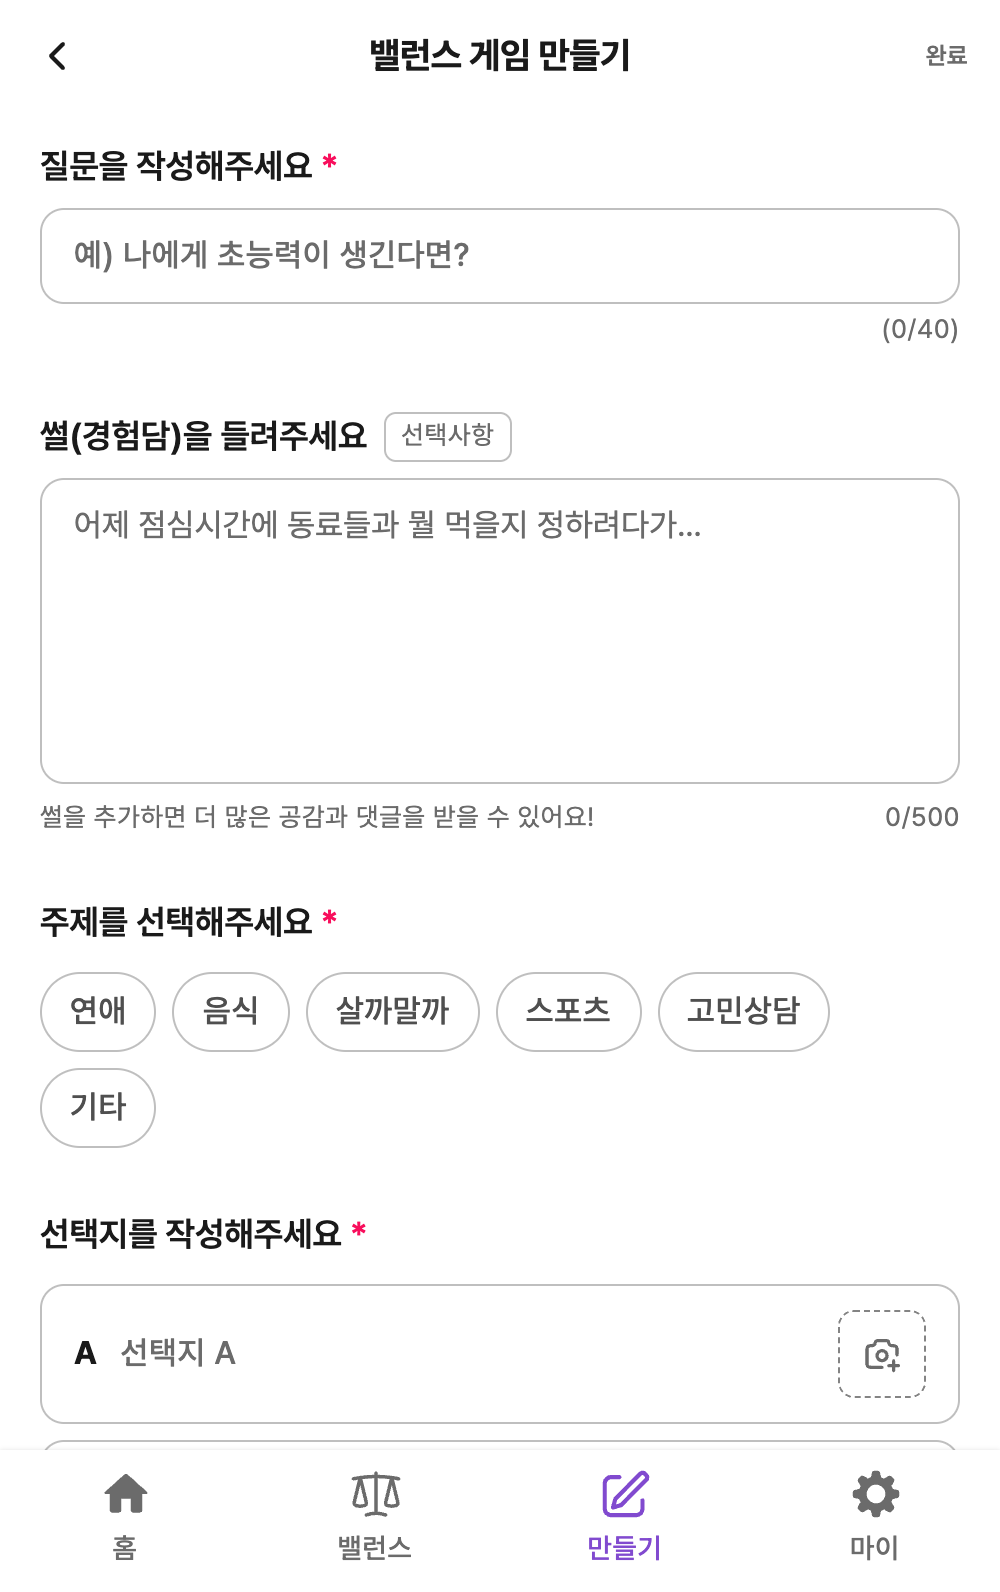 밸런스 게임 만들기 완료
질문을 작성해주세요 *
예) 나에게 초능력이 생긴다면?
(0/40)
썰(경험담)을 들려주세요 선택사항
어제 점심시간에 동료들과 뭘 먹을지 정하려다가...
썰을 추가하면 더 많은 공감과 댓글을 받을 수 있어요! 0/500
주제를 선택해주세요 *
연애 음식 살까말까 스포츠 고민상담
기타
선택지를 작성해주세요 *
A 선택지 A
홈 밸런스 만들기 마이